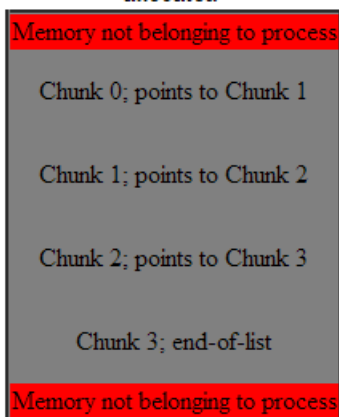 Memory not belonging to process
Chunk 0; points to Chunk 1
Chunk 1; points to Chunk 2
Chunk 2; points to Chunk 3
Chunk 3; end-of-list
Memory not belonging to process